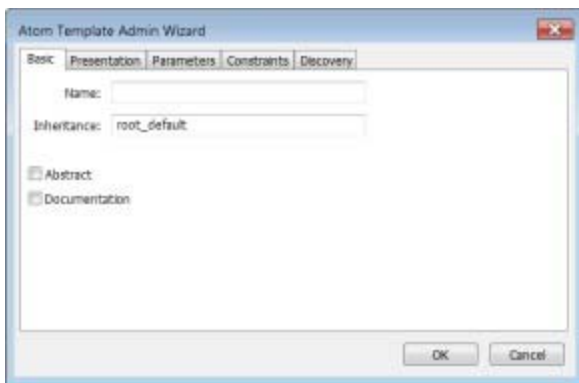 Atom Template Admin Wizard
Basic Presentation Parameters Constraints Discovery
Name:
Inheritance: root_default
Abstract
Documentation
OK Cancel